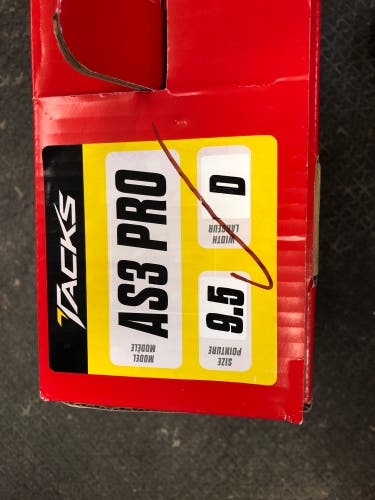 TACKS
AS3 PRO
MODEL
MODÈLE
D
WIDTH
LARGEUR
9.5
SIZE
POINTURE